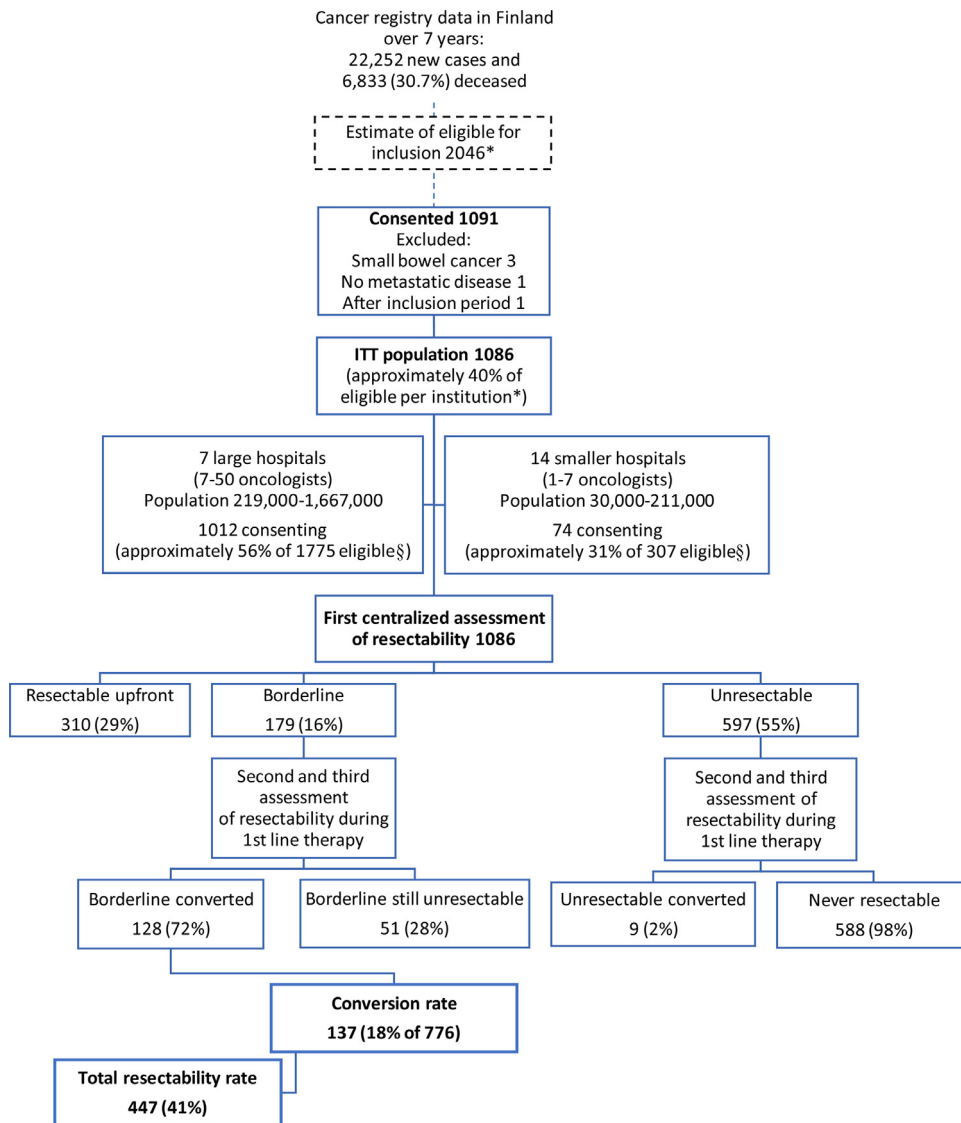 Cancer registry data in Finland
over 7 years:
22,252 new cases and
6,833 (30.7%) deceased
Estimate of eligible for
inclusion 2046*
Consented 1091
Excluded:
Small bowel cancer 3
No metastatic disease 1
After inclusion period 1
ITT population 1086
(approximately 40% of
eligible per institution*)
7 large hospitals
(7-50 oncologists)
Population 219,000-1,667,000
1012 consenting
(approximately 56% of 1775 eligible§)
14 smaller hospitals
(1-7 oncologists)
Population 30,000-211,000
74 consenting
(approximately 31% of 307 eligible§)
First centralized assessment
of resectability 1086
Resectable upfront
310 (29%)
Borderline
179 (16%)
Unresectable
597 (55%)
Second and third
assessment
of resectability during
1st line therapy
Second and third
assessment of
resectability during
1st line therapy
Borderline converted
128 (72%)
Borderline still unresectable
51 (28%)
Unresectable converted
9 (2%)
Never resectable
588 (98%)
Conversion rate
137 (18% of 776)
Total resectability rate
447 (41%)